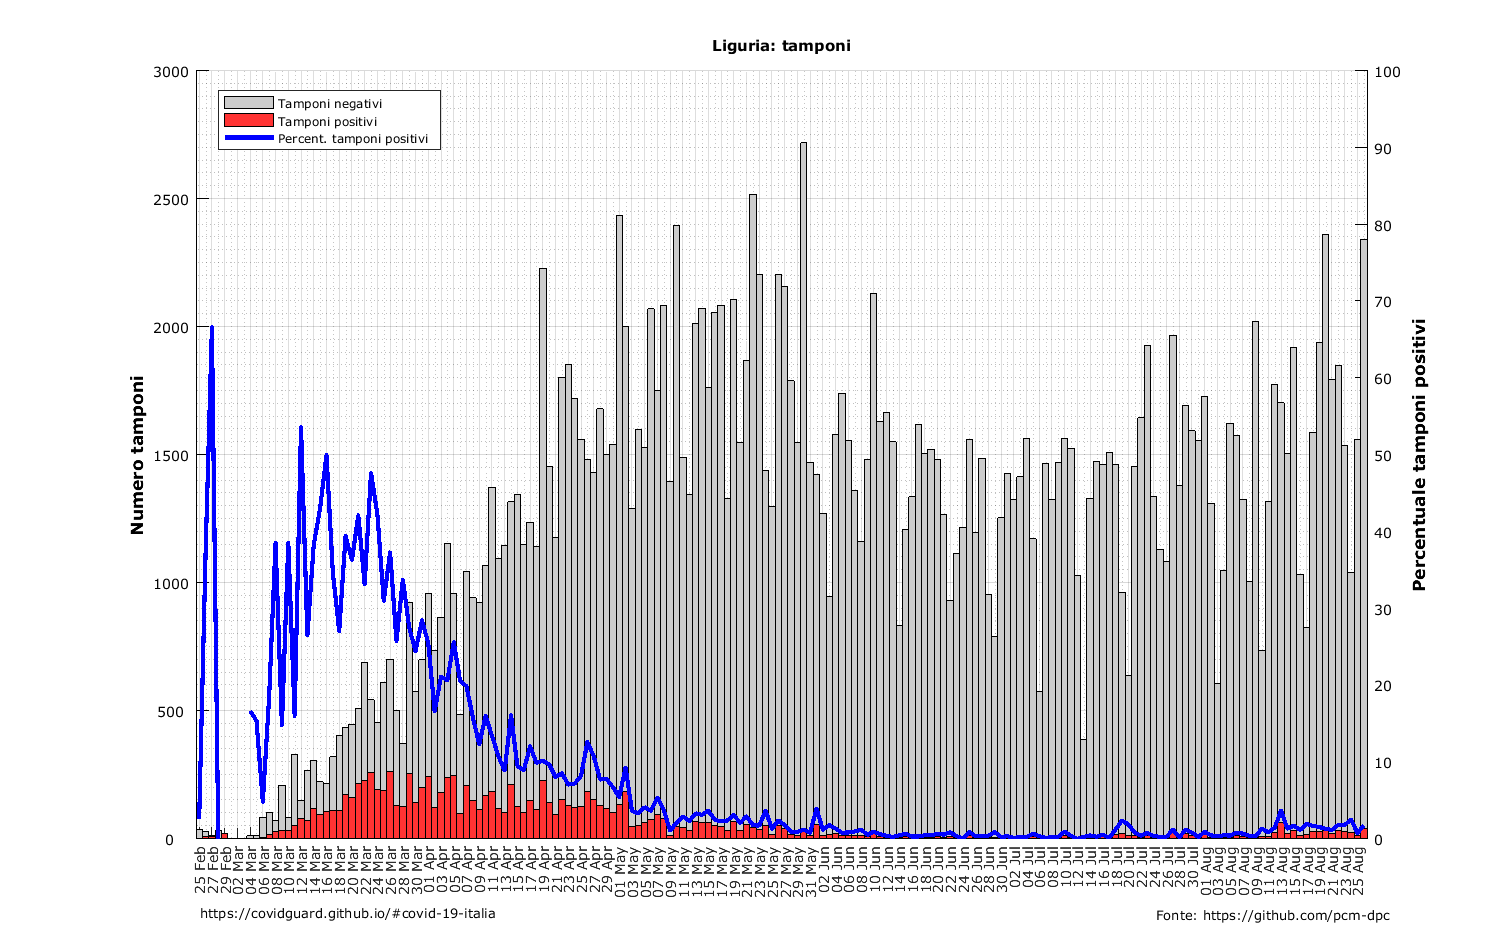 Liguria: tamponi
3000
2500
2000
1500
1000
500
0
100
90
80
70
60
50
40
30
20
10
0
Tamponi negativi
Tamponi positivi
Percent. tamponi positivi
Numero tamponi
Percentuale tamponi positivi
25 Feb
27 Feb
29 Feb
02 Mar
04 Mar
06 Mar
08 Mar
10 Mar
12 Mar
14 Mar
16 Mar
18 Mar
20 Mar
22 Mar
24 Mar
26 Mar
28 Mar
30 Mar
01 Apr
03 Apr
05 Apr
07 Apr
09 Apr
11 Apr
13 Apr
15 Apr
17 Apr
19 Apr
21 Apr
23 Apr
25 Apr
27 Apr
29 Apr
01 May
03 May
05 May
07 May
09 May
11 May
13 May
15 May
17 May
19 May
21 May
23 May
25 May
27 May
29 May
31 May
02 Jun
04 Jun
06 Jun
08 Jun
10 Jun
12 Jun
14 Jun
16 Jun
18 Jun
20 Jun
22 Jun
24 Jun
26 Jun
28 Jun
30 Jun
02 Jul
04 Jul
06 Jul
08 Jul
10 Jul
12 Jul
14 Jul
16 Jul
18 Jul
20 Jul
22 Jul
24 Jul
26 Jul
28 Jul
30 Jul
01 Aug
03 Aug
05 Aug
07 Aug
09 Aug
11 Aug
13 Aug
15 Aug
17 Aug
19 Aug
21 Aug
23 Aug
25 Aug
https://covidguard.github.io/#covid-19-italia
Fonte: https://github.com/pcm-dpc